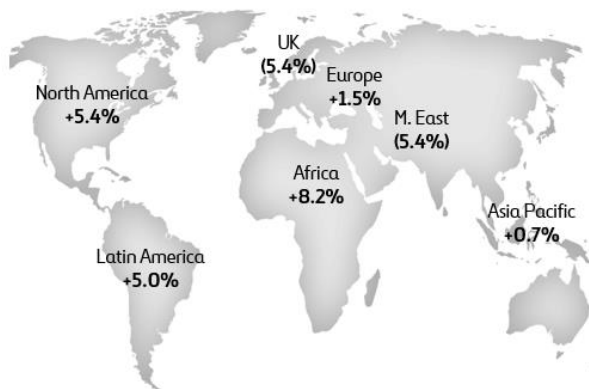 UK
(5.4%)
Europe
+1.5%
North America
+5.4%
M. East
(5.4%)
Africa
+8.2%
Asia Pacific
+0.7%
Latin America
+5.0%